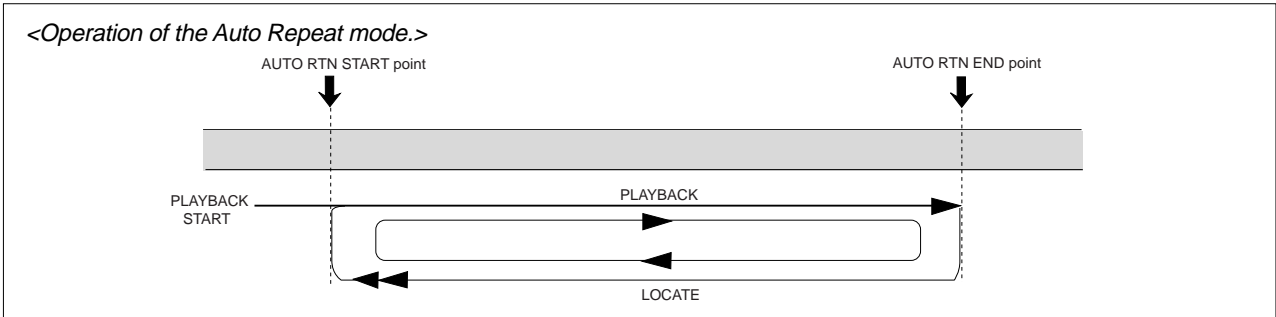 <Operation of the Auto Repeat mode.>
AUTO RTN START point
AUTO RTN END point
PLAYBACK
START
PLAYBACK
LOCATE